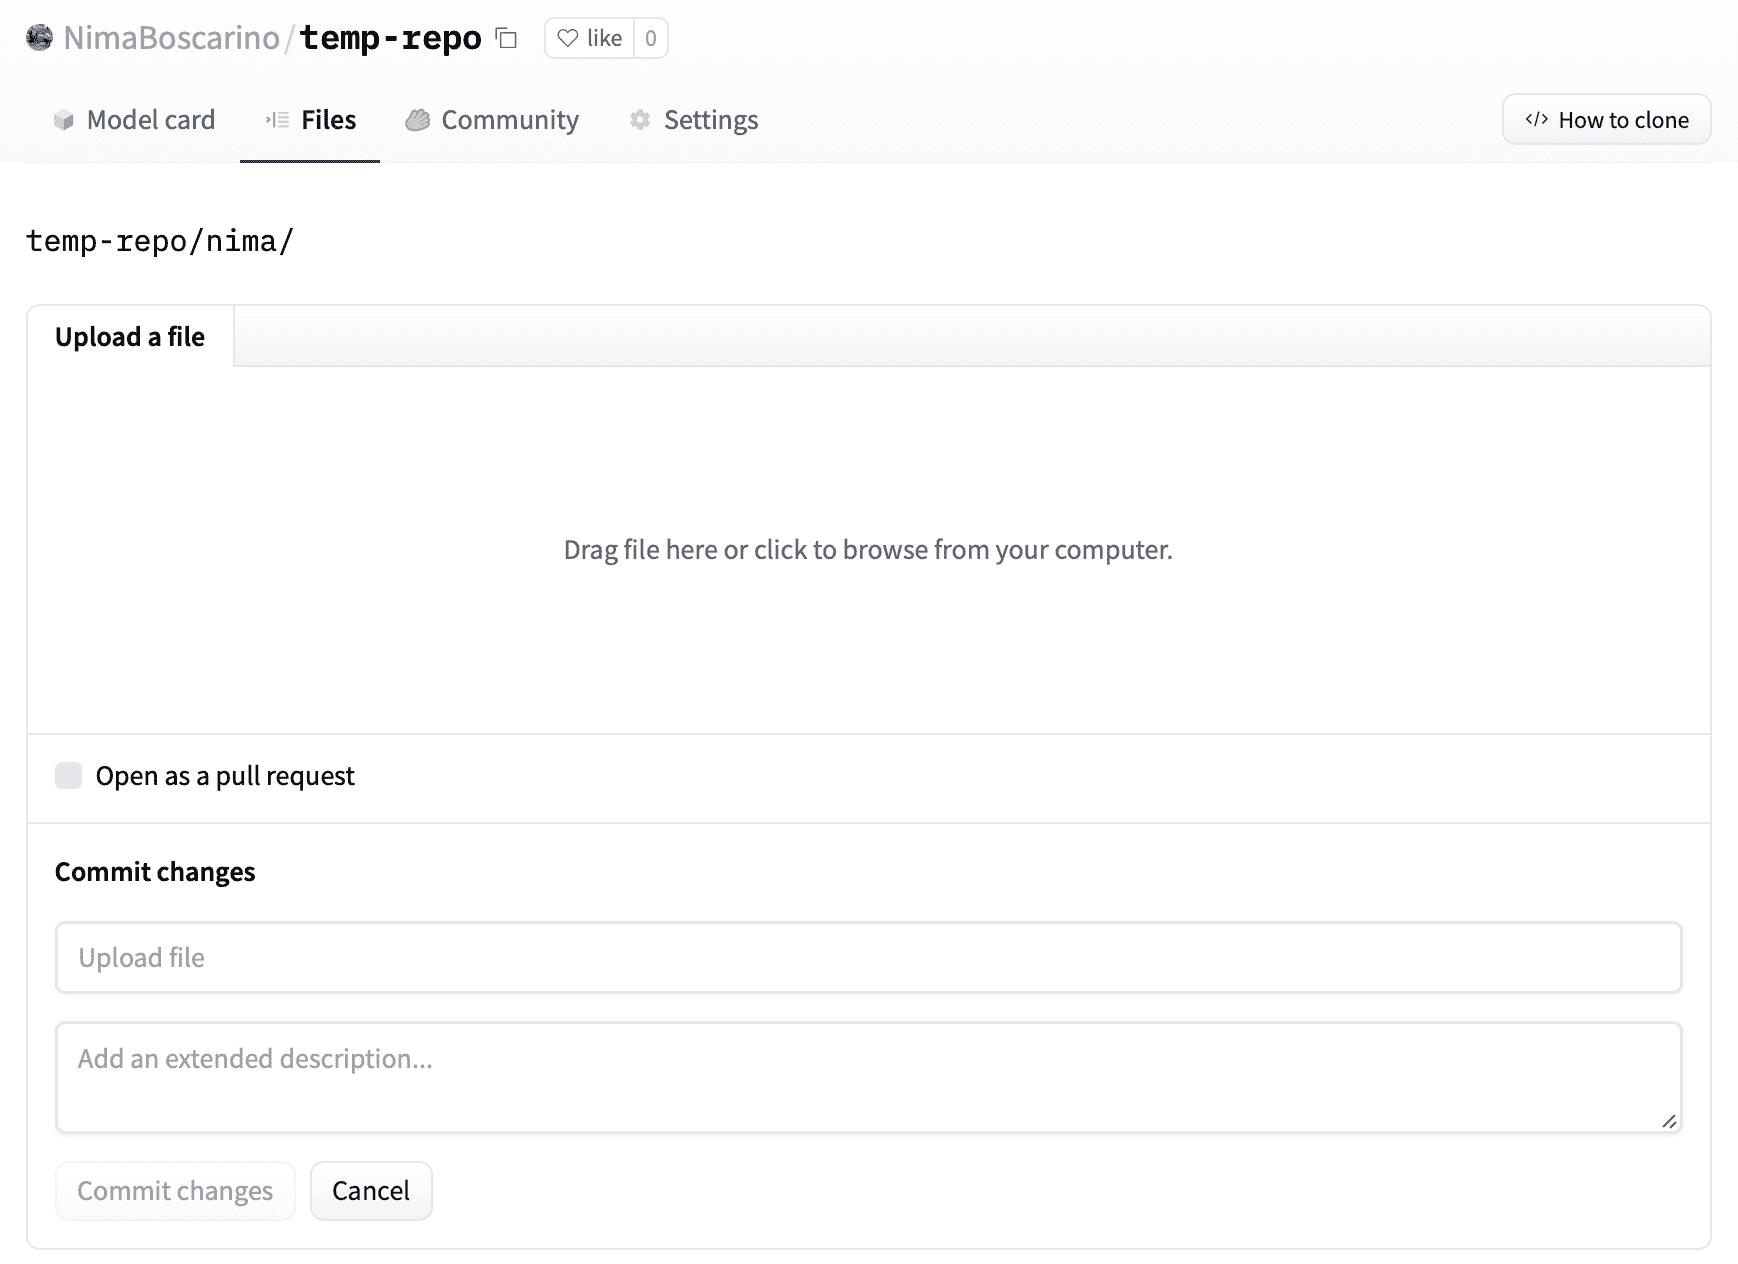 NimaBoscarino/temp-repo like 0
Model card Files Community Settings </> How to clone
temp-repo/nima/
Upload a file
Drag file here or click to browse from your computer.
Open as a pull request
Commit changes
Upload file
Add an extended description...
Commit changes Cancel